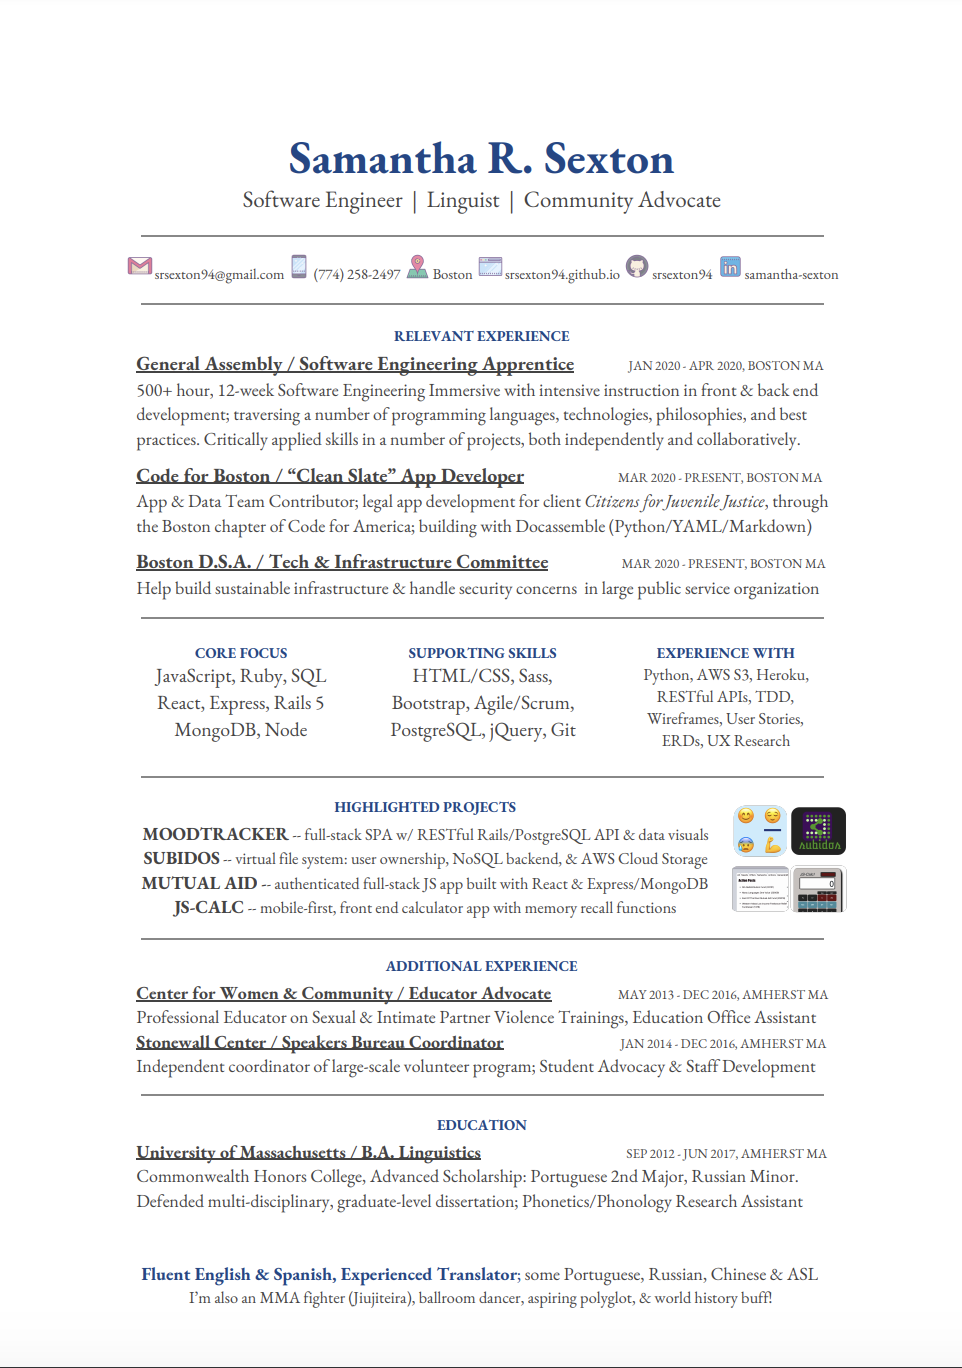 Samantha R. Sexton
Software Engineer | Linguist | Community Advocate
srsexton94@gmail.com (774) 258-2497 Boston srsexton94.github.io srsexton94 samantha-sexton
RELEVANT EXPERIENCE
General Assembly / Software Engineering Apprentice JAN 2020 - APR 2020, BOSTON MA
500+ hour, 12-week Software Engineering Immersive with intensive instruction in front & back end
development; traversing a number of programming languages, technologies, philosophies, and best
practices. Critically applied skills in a number of projects, both independently and collaboratively.
Code for Boston / “Clean Slate” App Developer MAR 2020 - PRESENT, BOSTON MA
App & Data Team Contributor; legal app development for client Citizens for Juvenile Justice, through
the Boston chapter of Code for America; building with Docassemble (Python/YAML/Markdown)
Boston D.S.A. / Tech & Infrastructure Committee MAR 2020 - PRESENT, BOSTON MA
Help build sustainable infrastructure & handle security concerns in large public service organization
CORE FOCUS
JavaScript, Ruby, SQL
React, Express, Rails 5
MongoDB, Node
SUPPORTING SKILLS
HTML/CSS, Sass,
Bootstrap, Agile/Scrum,
PostgreSQL, jQuery, Git
EXPERIENCE WITH
Python, AWS S3, Heroku,
RESTful APIs, TDD,
Wireframes, User Stories,
ERDs, UX Research
HIGHLIGHTED PROJECTS
MOODTRACKER -- full-stack SPA w/ RESTful Rails/PostgreSQL API & data visuals
SUBIDOS -- virtual file system: user ownership, NoSQL backend, & AWS Cloud Storage
MUTUAL AID -- authenticated full-stack JS app built with React & Express/MongoDB
JS-CALC -- mobile-first, front end calculator app with memory recall functions
subidos
Active Posts
0
ADDITIONAL EXPERIENCE
Center for Women & Community / Educator Advocate MAY 2013 - DEC 2016, AMHERST MA
Professional Educator on Sexual & Intimate Partner Violence Trainings, Education Office Assistant
Stonewall Center / Speakers Bureau Coordinator JAN 2014 - DEC 2016, AMHERST MA
Independent coordinator of large-scale volunteer program; Student Advocacy & Staff Development
EDUCATION
University of Massachusetts / B.A. Linguistics SEP 2012 - JUN 2017, AMHERST MA
Commonwealth Honors College, Advanced Scholarship: Portuguese 2nd Major, Russian Minor.
Defended multi-disciplinary, graduate-level dissertation; Phonetics/Phonology Research Assistant
Fluent English & Spanish, Experienced Translator; some Portuguese, Russian, Chinese & ASL
I’m also an MMA fighter (Jiujiteira), ballroom dancer, aspiring polyglot, & world history buff!